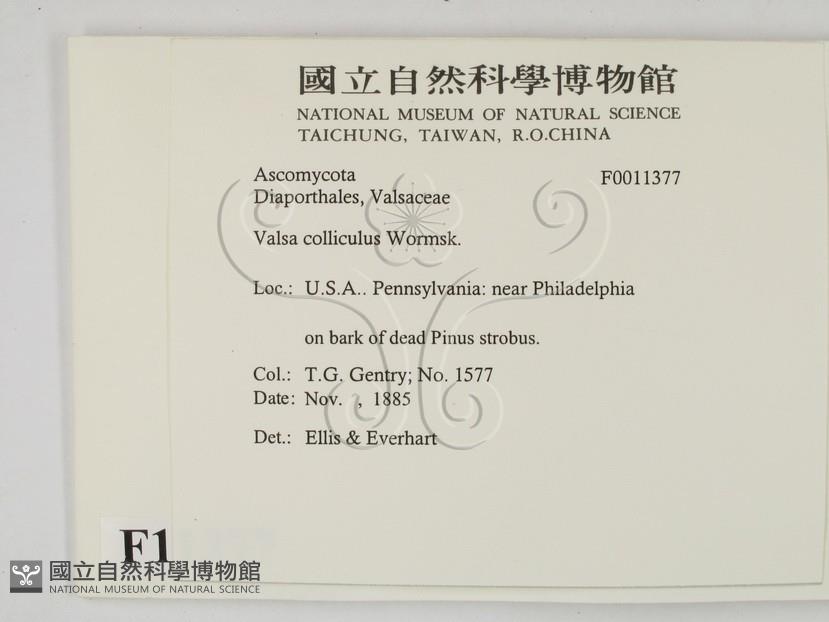 國立自然科學博物館
NATIONAL MUSEUM OF NATURAL SCIENCE
TAICHUNG, TAIWAN, R.O.CHINA
Ascomycota F0011377
Diaporthales, Valsaceae
Valsa colliculus Wormsk.
Loc.: U.S.A.. Pennsylvania: near Philadelphia
on bark of dead Pinus strobus.
Col.: T.G. Gentry; No. 1577
Date: Nov. , 1885
Det.: Ellis & Everhart
F1
國立自然科學博物館
NATIONAL MUSEUM OF NATURAL SCIENCE